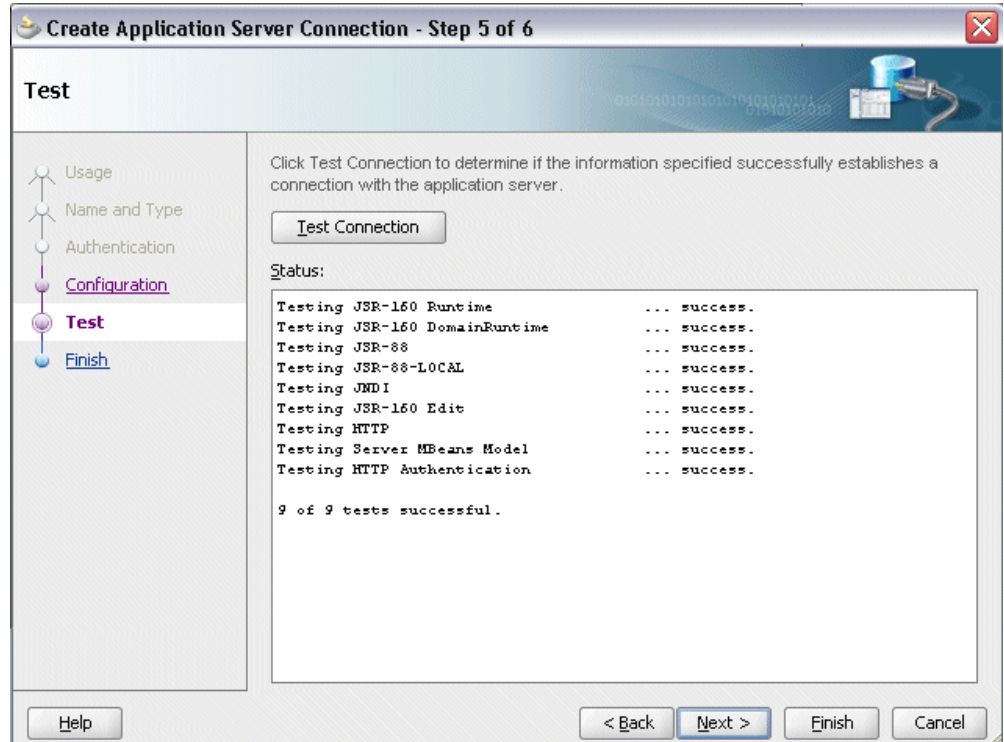 Create Application Server Connection - Step 5 of 6
Test
Usage
Name and Type
Authentication
Configuration
Test
Finish
Click Test Connection to determine if the information specified successfully establishes a
connection with the application server.
Test Connection
Status:
Testing JSR-160 Runtime ... success.
Testing JSR-160 DomainRuntime ... success.
Testing JSR-88 ... success.
Testing JSR-88-LOCAL ... success.
Testing JNDI ... success.
Testing JSR-160 Edit ... success.
Testing HTTP ... success.
Testing Server MBeans Model ... success.
Testing HTTP Authentication ... success.
9 of 9 tests successful.
Help
< Back
Next >
Finish
Cancel